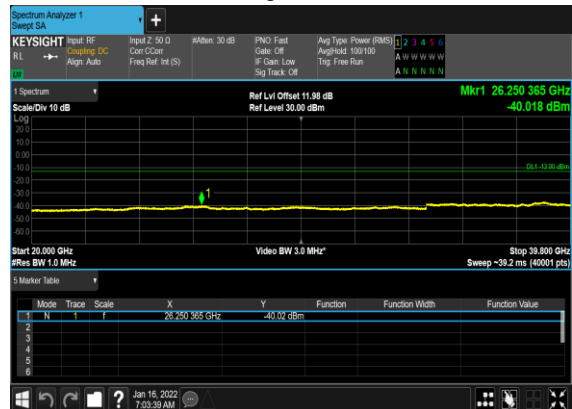 Spectrum Analyzer 1
Swept SA
+
KEYSIGHT Input: RF Input Z: 50 Ω #Atten: 30 dB PNO: Fast Avg Type: Power (RMS) 1 2 3 4 5 6
RL Coupling: DC Corr CCorr Gate: Off Avg|Hold: 100/100 A W W W W W
Align: Auto Freq Ref: Int (S) IF Gain: Low Trig: Free Run
Sig Track: Off A N N N N N
1 Spectrum Ref Lvl Offset 11.98 dB Mkr1 26.250 365 GHz
Scale/Div 10 dB Ref Level 30.00 dBm -40.018 dBm
Log
20.0
10.0
0.00
-10.0 DL1 -13.00 dBm
-20.0
-30.0 1
-40.0
-50.0
-60.0
Start 20.000 GHz Video BW 3.0 MHz* Stop 39.800 GHz
#Res BW 1.0 MHz Sweep ~39.2 ms (40001 pts)
5 Marker Table
Mode Trace Scale X Y Function Function Width Function Value
1 N 1 f 26.250 365 GHz -40.02 dBm
2
3
4
5
6
? Jan 16, 2022
7:03:39 AM